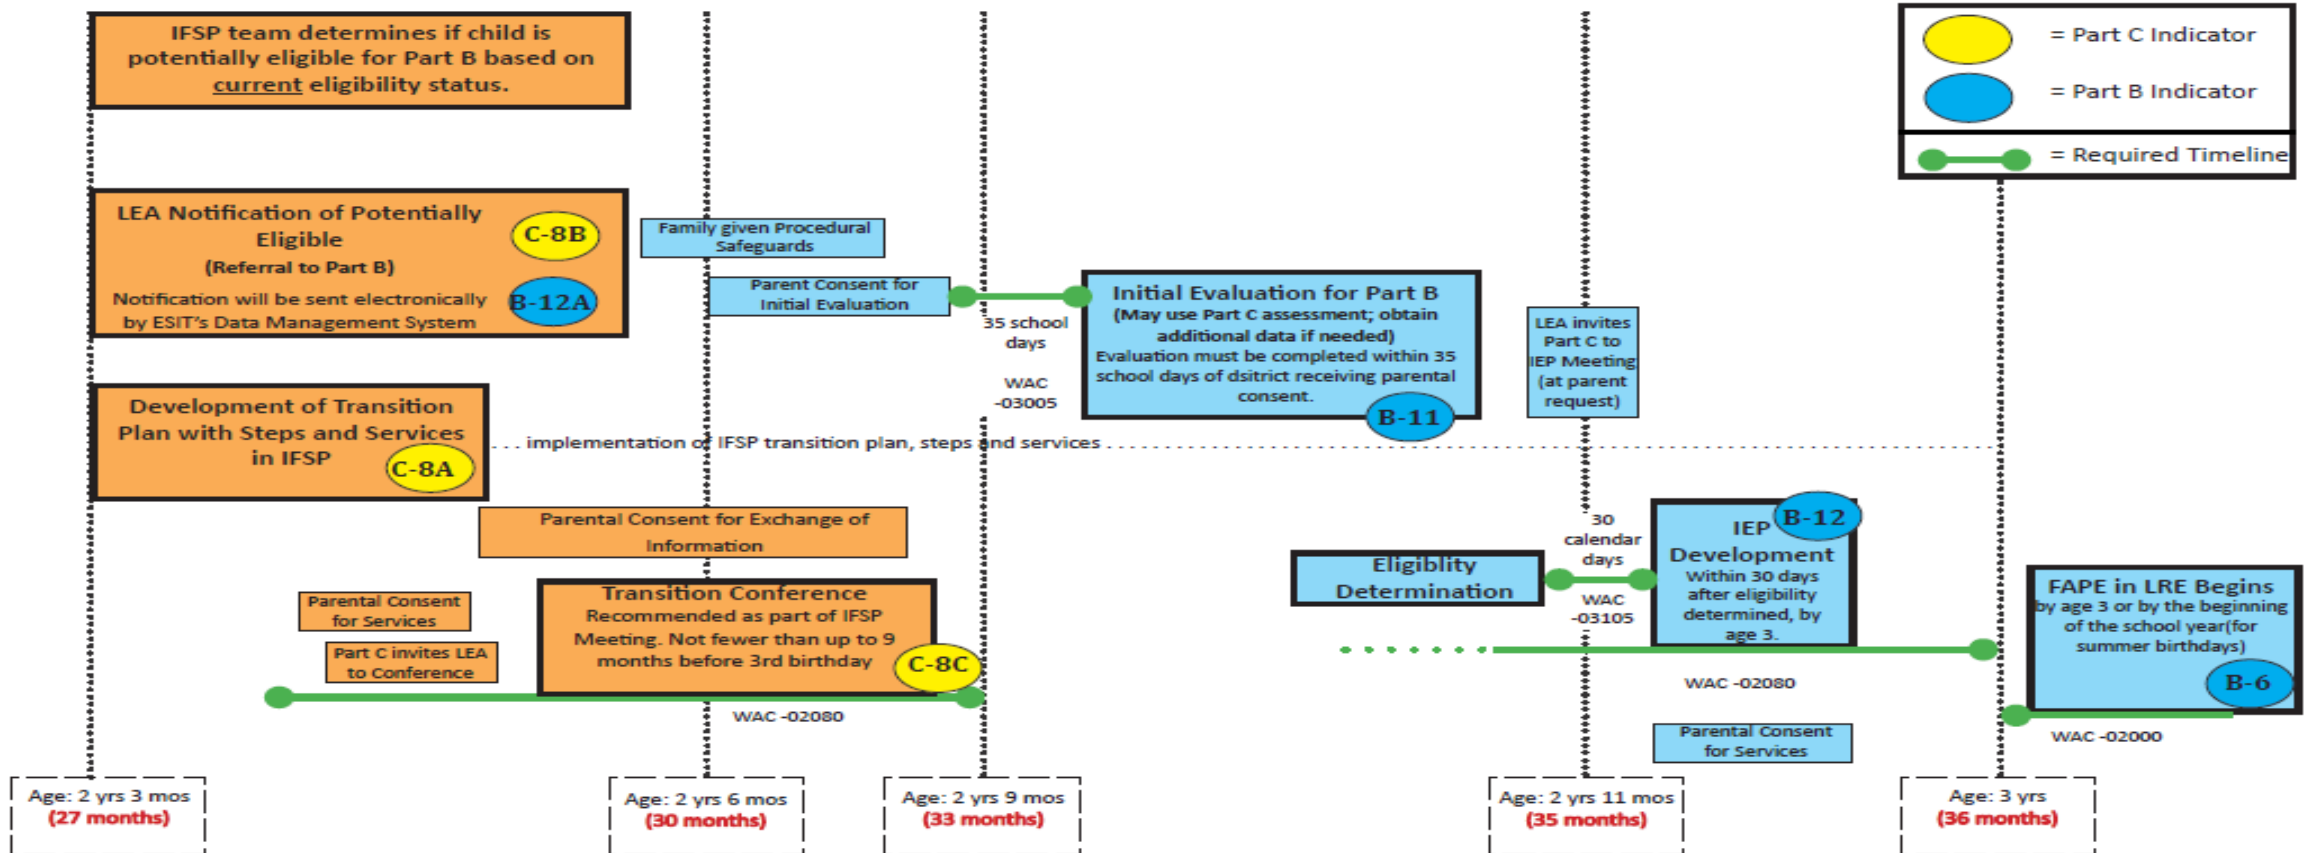 IFSP team determines if child is
potentially eligible for Part B based on
current eligibility status.
= Part C Indicator
= Part B Indicator
= Required Timeline
LEA Notification of Potentially
Eligible
(Referral to Part B)
Notification will be sent electronically
by ESIT's Data Management System
C-8B
B-12A
Family given Procedural
Safeguards
Parent Consent for
Initial Evaluation
35 school
days
WAC
-03005
Initial Evaluation for Part B
(May use Part C assessment; obtain
additional data if needed)
Evaluation must be completed within 35
school days of dsitrict receiving parental
consent.
B-11
LEA invites
Part C to
IEP Meeting
(at parent
request)
Development of Transition
Plan with Steps and Services
in IFSP
C-8A
implementation of IFSP transition plan, steps and services
Parental Consent for Exchange of
Information
Parental Consent
for Services
Part C invites LEA
to Conference
Transition Conference
Recommended as part of IFSP
Meeting. Not fewer than up to 9
months before 3rd birthday
C-8C
WAC -02080
Eligiblity
Determination
30
calendar
days
WAC
-03105
IEP
Development
Within 30 days
after eligibility
determined, by
age 3.
B-12
WAC -02080
Parental Consent
for Services
FAPE in LRE Begins
by age 3 or by the beginning
of the school year(for
summer birthdays)
B-6
WAC -02000
Age: 2 yrs 3 mos
(27 months)
Age: 2 yrs 6 mos
(30 months)
Age: 2 yrs 9 mos
(33 months)
Age: 2 yrs 11 mos
(35 months)
Age: 3 yrs
(36 months)